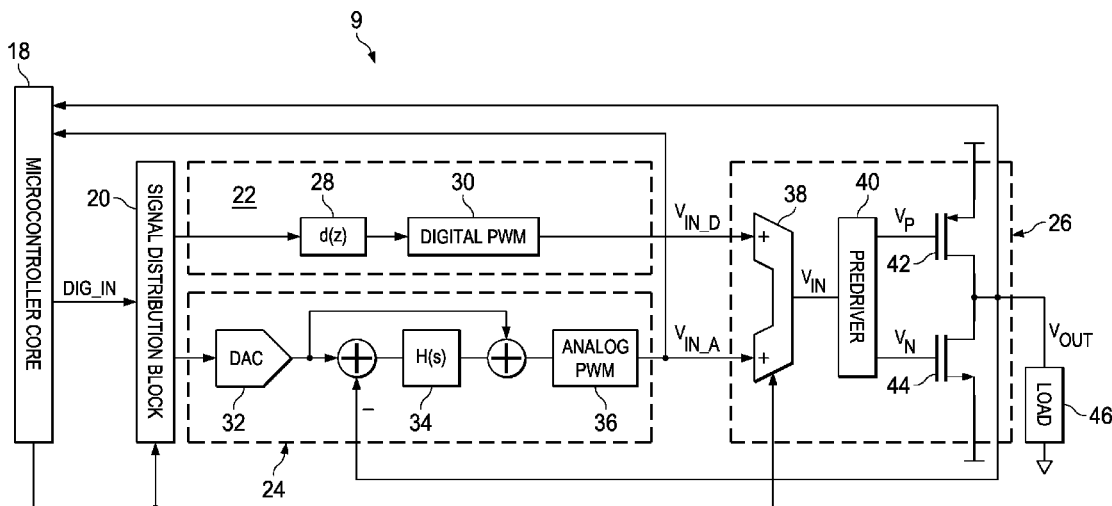 9
18
MICROCONTROLLER CORE
DIG_IN
20
SIGNAL DISTRIBUTION BLOCK
22
28
d(z)
30
DIGITAL PWM
V_IN_D
DAC
32
H(s)
34
ANALOG PWM
36
V_IN_A
24
–
+
+
38
V_IN
40
PREDRIVER
V_P
42
V_N
44
26
V_OUT
LOAD
46